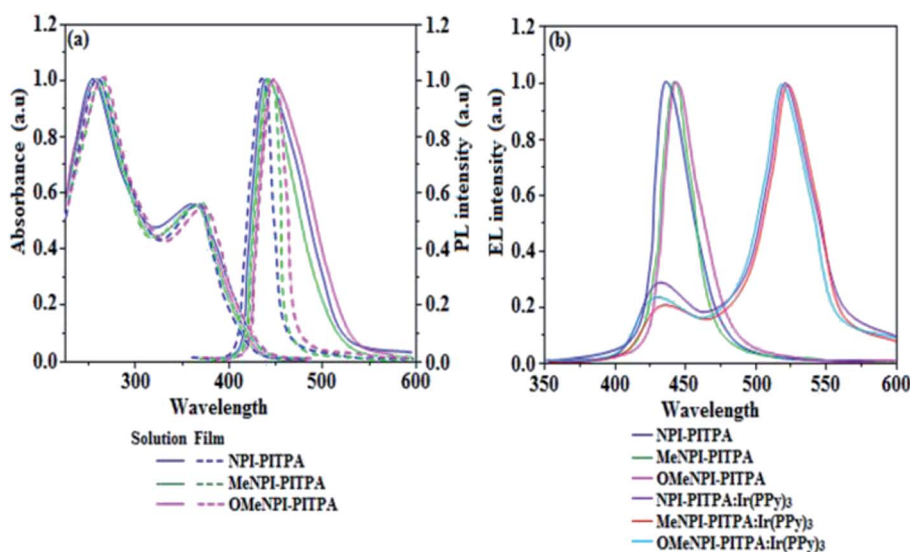 (a)
Absorbance (a.u)
1.2
1.0
0.8
0.6
0.4
0.2
0.0
300 400 500 600
Wavelength
1.2
1.0
0.8
0.6
0.4
0.2
0.0
PL intensity (a.u)
Solution Film
NPI-PITPA
MeNPI-PITPA
OMeNPI-PITPA
(b)
EL intensity (a.u)
1.2
1.0
0.8
0.6
0.4
0.2
0.0
350 400 450 500 550 600
Wavelength
NPI-PITPA
MeNPI-PITPA
OMeNPI-PITPA
NPI-PITPA:Ir(PPy)3
MeNPI-PITPA:Ir(PPy)3
OMeNPI-PITPA:Ir(PPy)3